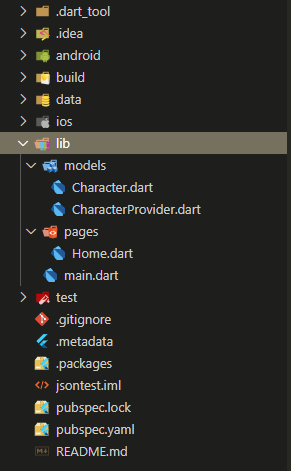 .dart_tool
.idea
android
build
data
ios
lib
models
Character.dart
CharacterProvider.dart
pages
Home.dart
main.dart
test
.gitignore
.metadata
.packages
jsontest.iml
pubspec.lock
pubspec.yaml
README.md